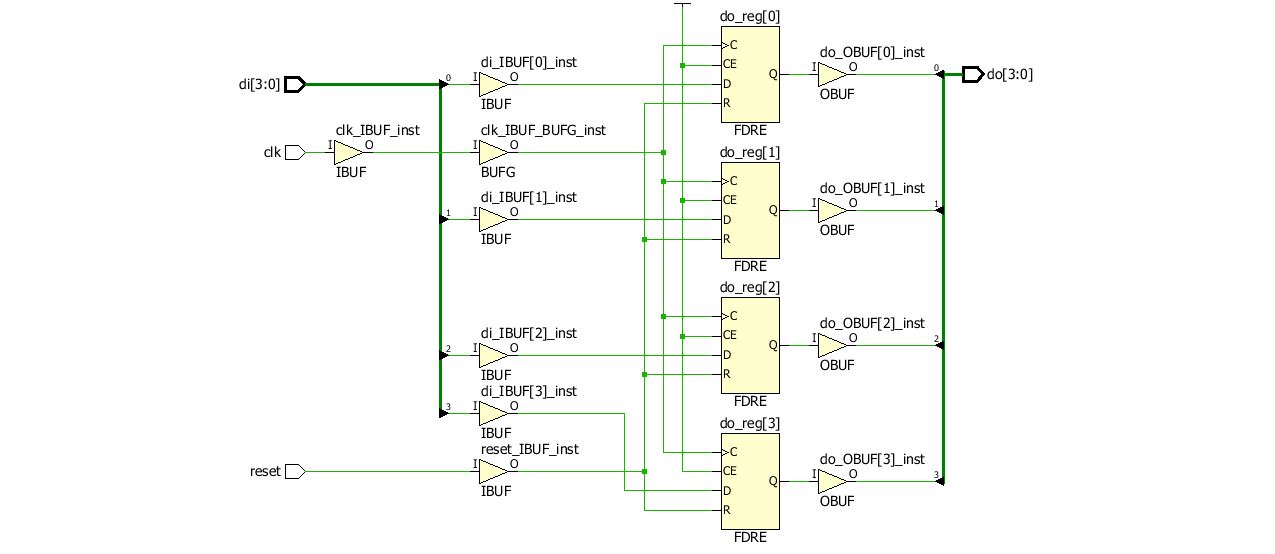 di[3:0]
clk
reset
clk_IBUF_inst
I
O
IBUF
0
di_IBUF[0]_inst
I
O
IBUF
clk_IBUF_BUFG_inst
I
O
BUFG
1
di_IBUF[1]_inst
I
O
IBUF
2
di_IBUF[2]_inst
I
O
IBUF
3
di_IBUF[3]_inst
I
O
IBUF
reset_IBUF_inst
I
O
IBUF
do_reg[0]
C
CE
D
R
Q
FDRE
do_reg[1]
C
CE
D
R
Q
FDRE
do_reg[2]
C
CE
D
R
Q
FDRE
do_reg[3]
C
CE
D
R
Q
FDRE
do_OBUF[0]_inst
I
O
OBUF
0
do_OBUF[1]_inst
I
O
OBUF
1
do_OBUF[2]_inst
I
O
OBUF
2
do_OBUF[3]_inst
I
O
OBUF
3
do[3:0]